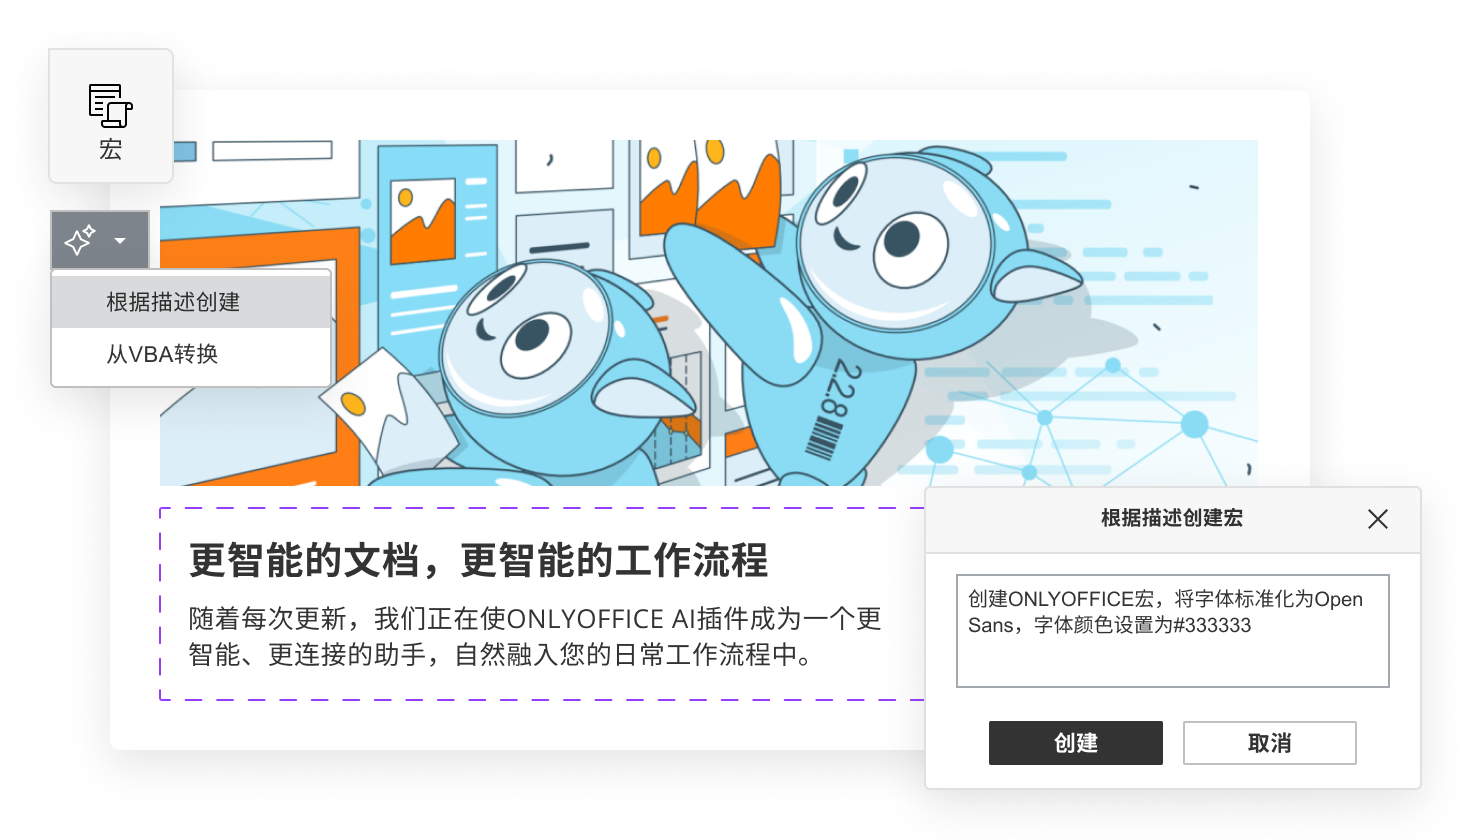 宏
根据描述创建
从VBA转换
2.2.8
更智能的文档，更智能的工作流程
随着每次更新，我们正在使ONLYOFFICE AI插件成为一个更
智能、更连接的助手，自然融入您的日常工作流程中。
根据描述创建宏
创建ONLYOFFICE宏，将字体标准化为Open
Sans，字体颜色设置为#333333
创建
取消